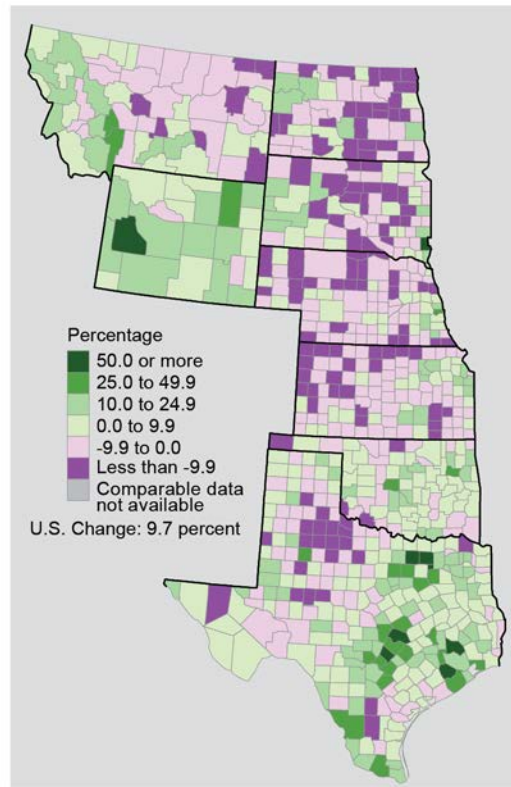 Percentage
50.0 or more
25.0 to 49.9
10.0 to 24.9
0.0 to 9.9
-9.9 to 0.0
Less than -9.9
Comparable data
not available
U.S. Change: 9.7 percent